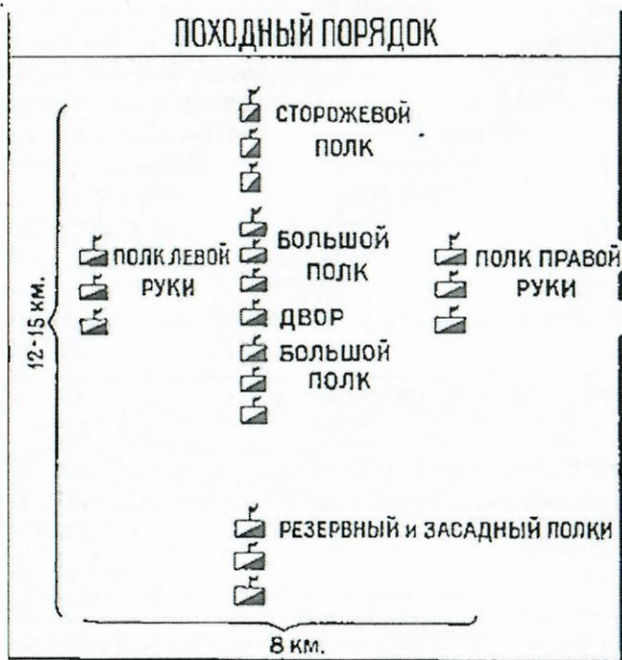 ПОХОДНЫЙ ПОРЯДОК
СТОРОЖЕВОЙ
ПОЛК
ПОЛК ЛЕВОЙ
РУКИ
БОЛЬШОЙ
ПОЛК
ПОЛК ПРАВОЙ
РУКИ
ДВОР
БОЛЬШОЙ
ПОЛК
12-15 км.
РЕЗЕРВНЫЙ и ЗАСАДНЫЙ ПОЛКИ
8 км.